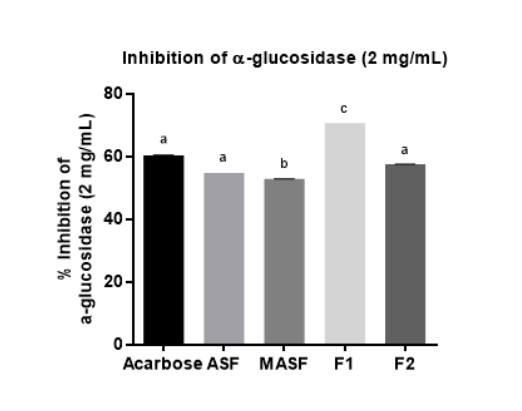 Inhibition of α-glucosidase (2 mg/mL)
% Inhibition of
a-glucosidase (2 mg/mL)
80
60
40
20
0
a
a
b
c
a
Acarbose ASF MASF F1 F2